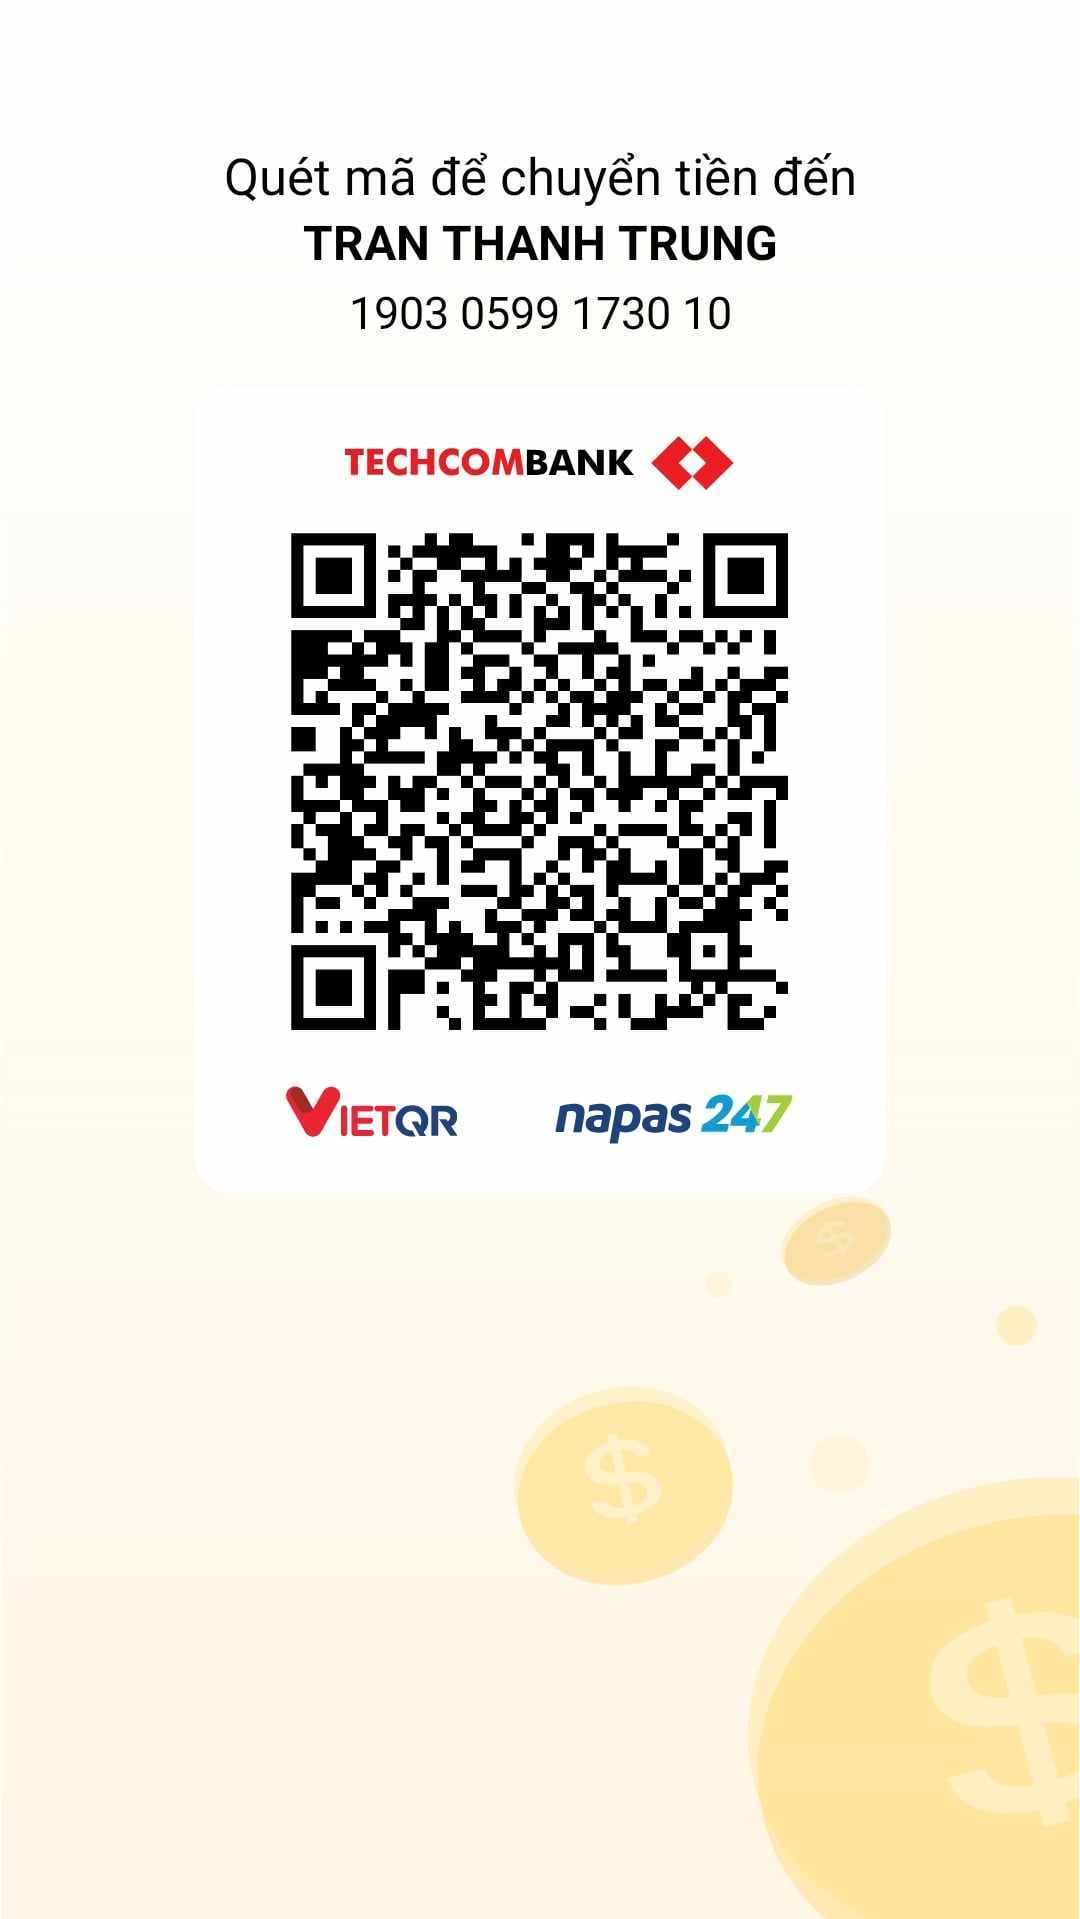 Quét mã để chuyển tiền đến
TRAN THANH TRUNG
1903 0599 1730 10
TECHCOMBANK
VIETQR
napas 247
$
$
$